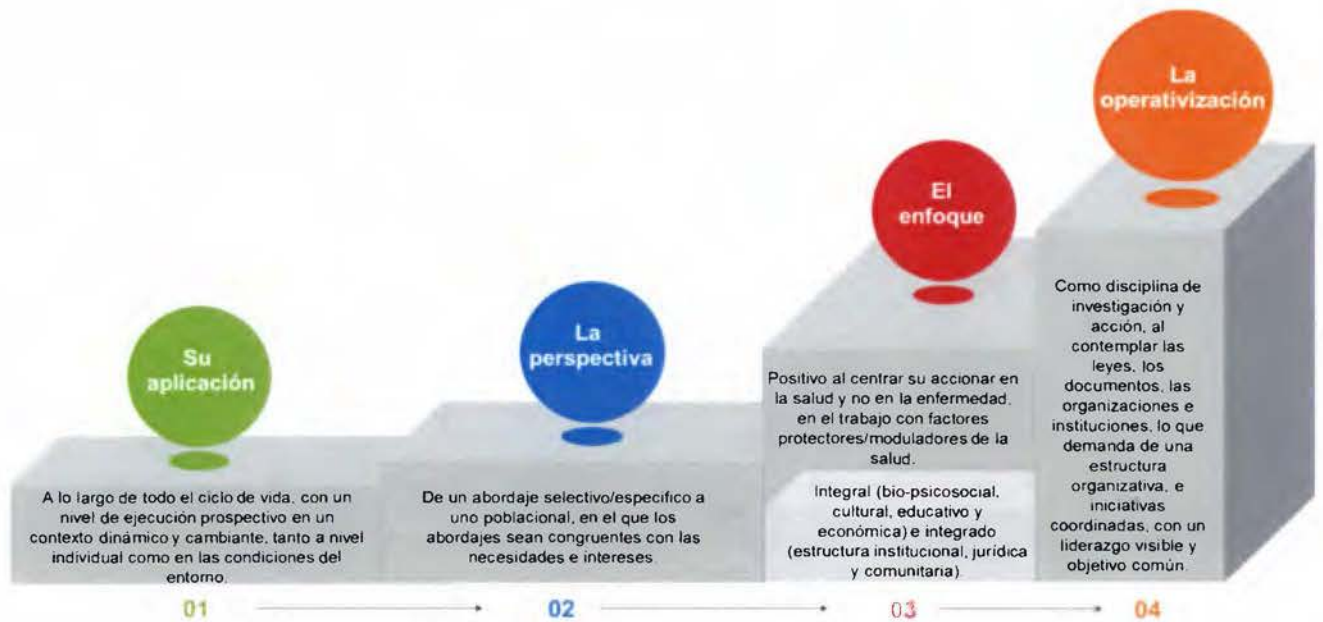 Su
aplicación
A lo largo de todo el ciclo de vida, con un
nivel de ejecución prospectivo en un
contexto dinámico y cambiante, tanto a nivel
individual como en las condiciones del
entorno.
01
La
perspectiva
De un abordaje selectivo/especifico a
uno poblacional, en el que los
abordajes sean congruentes con las
necesidades e intereses.
02
El
enfoque
Positivo al centrar su accionar en
la salud y no en la enfermedad,
en el trabajo con factores
protectores/moduladores de la
salud.
Integral (bio-psicosocial,
cultural, educativo y
económica) e integrado
(estructura institucional, jurídica
y comunitaria).
03
La
operativización
Como disciplina de
investigación y
acción, al
contemplar las
leyes, los
documentos, las
organizaciones e
instituciones, lo que
demanda de una
estructura
organizativa, e
iniciativas
coordinadas, con un
liderazgo visible y
objetivo común.
04